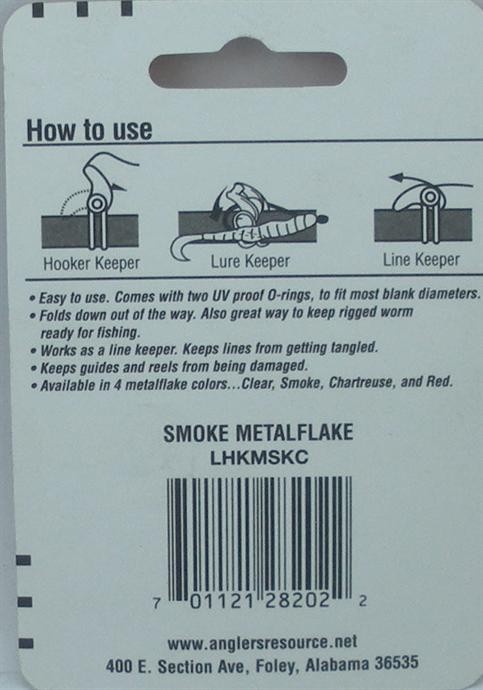 How to use
Hooker Keeper Lure Keeper Line Keeper
• Easy to use. Comes with two UV proof O-rings, to fit most blank diameters.
• Folds down out of the way. Also great way to keep rigged worm
ready for fishing.
• Works as a line keeper. Keeps lines from getting tangled.
• Keeps guides and reels from being damaged.
• Available in 4 metalflake colors...Clear, Smoke, Chartreuse, and Red.
SMOKE METALFLAKE
LHKMSKC
7 01121 28202 2
www.anglersresource.net
400 E. Section Ave, Foley, Alabama 36535